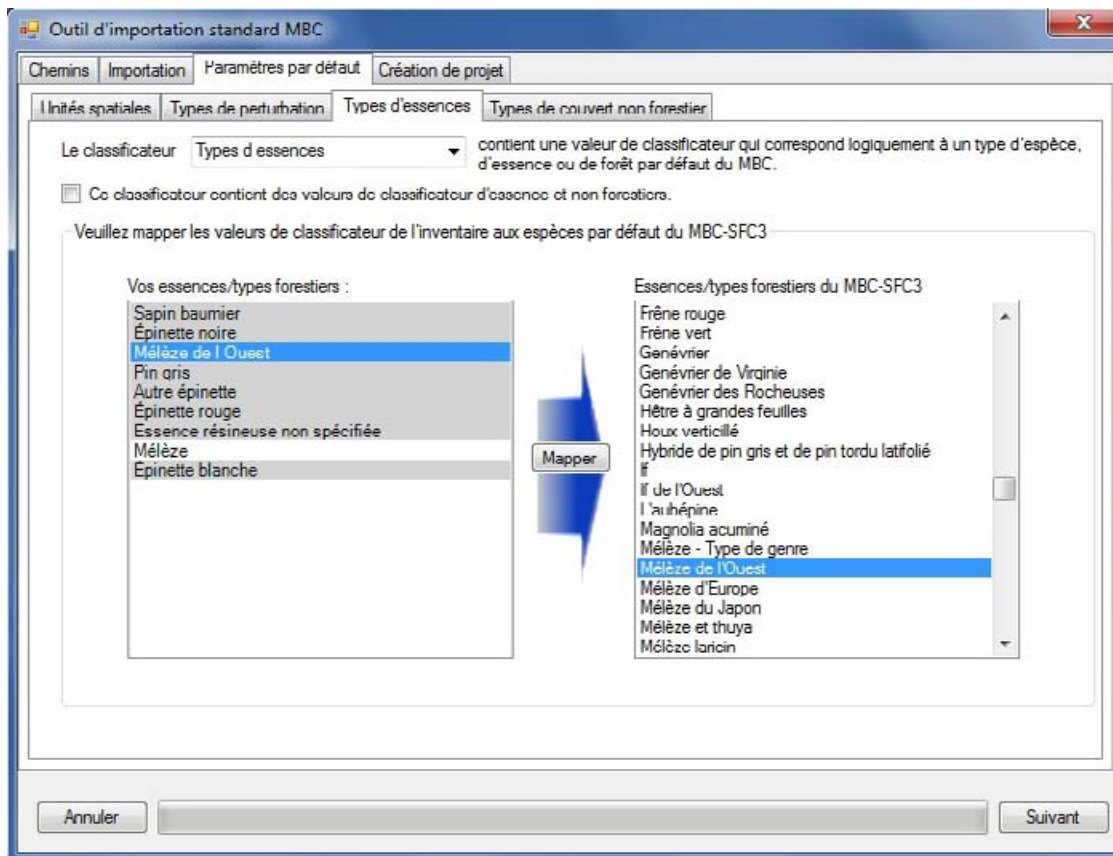 Outil d'importation standard MBC
Chemins Importation Paramètres par défaut Création de projet
Unités spatiales Types de perturbation Types d'essences Types de couvert non forestier
Le classificateur Types d essences contient une valeur de classificateur qui correspond logiquement à un type d'espèce,
d'essence ou de forêt par défaut du MBC.
Ce classificateur contient des valeurs de classificateur d'essence et non forestiers.
Veuillez mapper les valeurs de classificateur de l'inventaire aux espèces par défaut du MBC-SFC3
Vos essences/types forestiers :
Sapin baumier
Épinette noire
Mélèze de l Ouest
Pin gris
Autre épinette
Épinette rouge
Essence résineuse non spécifiée
Mélèze
Épinette blanche
Mapper
Essences/types forestiers du MBC-SFC3
Frêne rouge
Frêne vert
Genévrier
Genévrier de Virginie
Genévrier des Rocheuses
Hêtre à grandes feuilles
Houx verticillé
Hybride de pin gris et de pin tordu latifolié
If
If de l'Ouest
L'aubépine
Magnolia acuminé
Mélèze - Type de genre
Mélèze de l'Ouest
Mélèze d'Europe
Mélèze du Japon
Mélèze et thuya
Mélèze laricin
Annuler Suivant